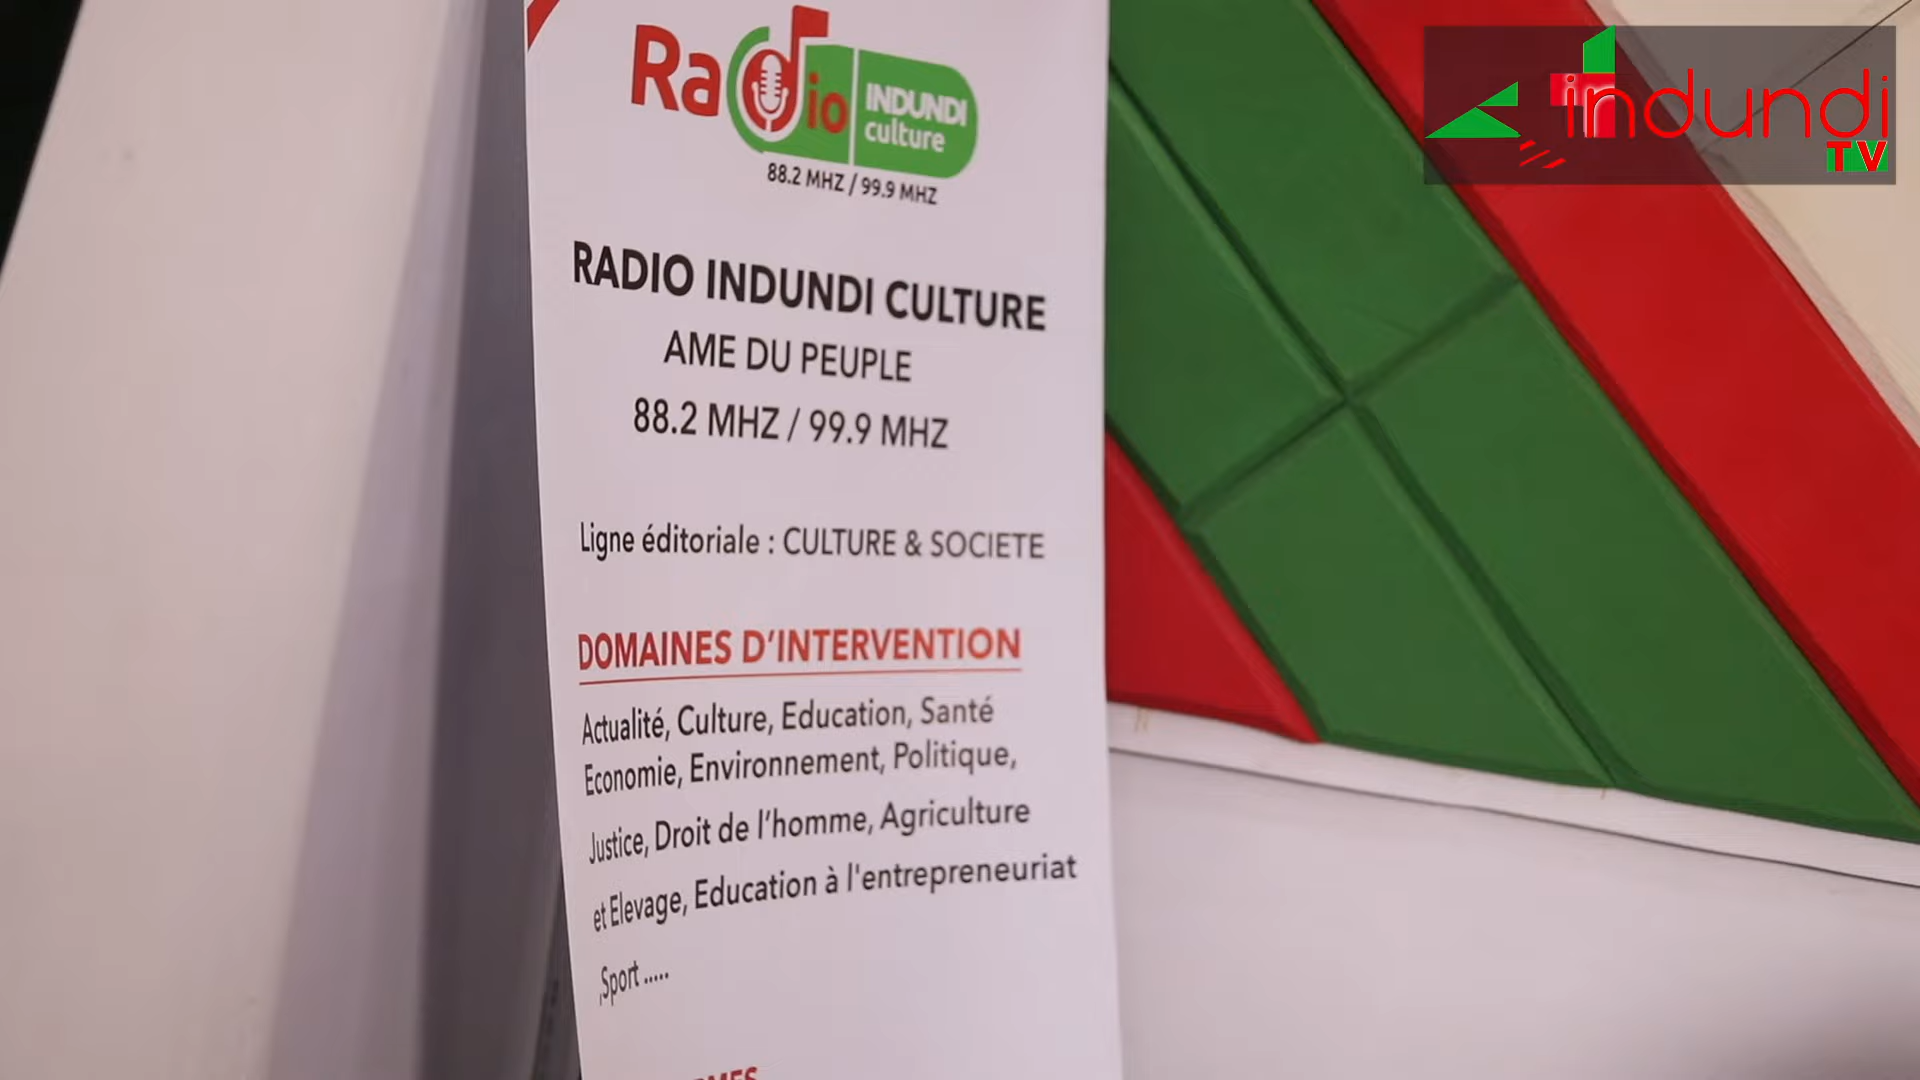 Radio INDUNDI culture
88.2 MHZ / 99.9 MHZ
RADIO INDUNDI CULTURE
AME DU PEUPLE
88.2 MHZ / 99.9 MHZ
Ligne éditoriale : CULTURE & SOCIETE
DOMAINES D'INTERVENTION
Actualité, Culture, Education, Santé
Economie, Environnement, Politique,
Justice, Droit de l'homme, Agriculture
et Elevage, Education à l'entrepreneuriat
,Sport .....
indundi
TV